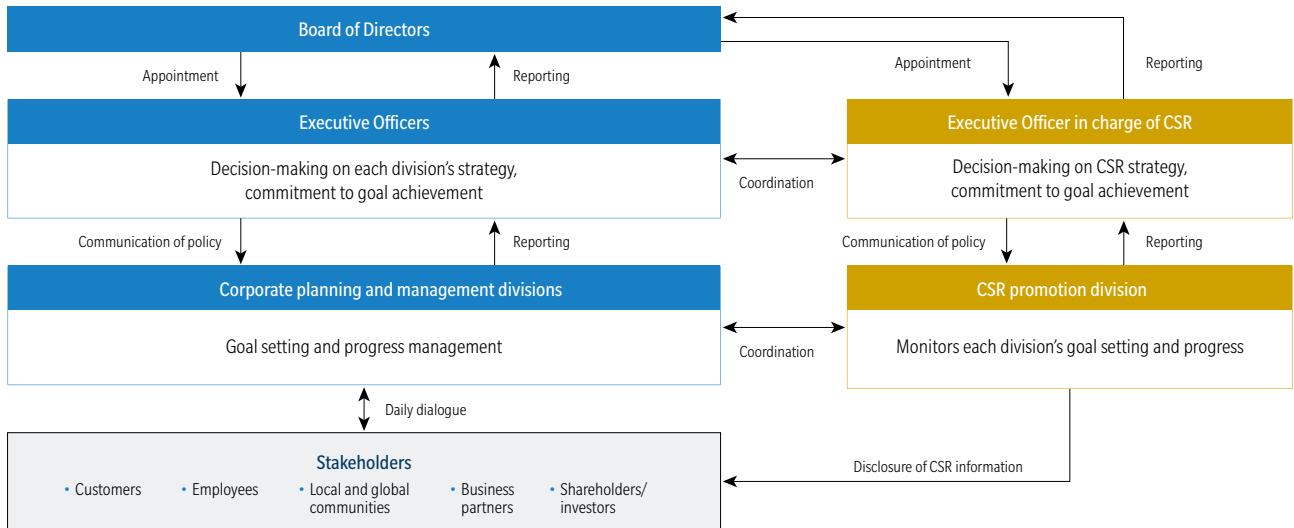 Board of Directors
Appointment
Reporting
Appointment
Reporting
Executive Officers
Decision-making on each division’s strategy,
commitment to goal achievement
Coordination
Executive Officer in charge of CSR
Decision-making on CSR strategy,
commitment to goal achievement
Communication of policy
Reporting
Communication of policy
Reporting
Corporate planning and management divisions
Goal setting and progress management
Coordination
CSR promotion division
Monitors each division’s goal setting and progress
Daily dialogue
Disclosure of CSR information
Stakeholders
• Customers
• Employees
• Local and global
communities
• Business
partners
• Shareholders/
investors